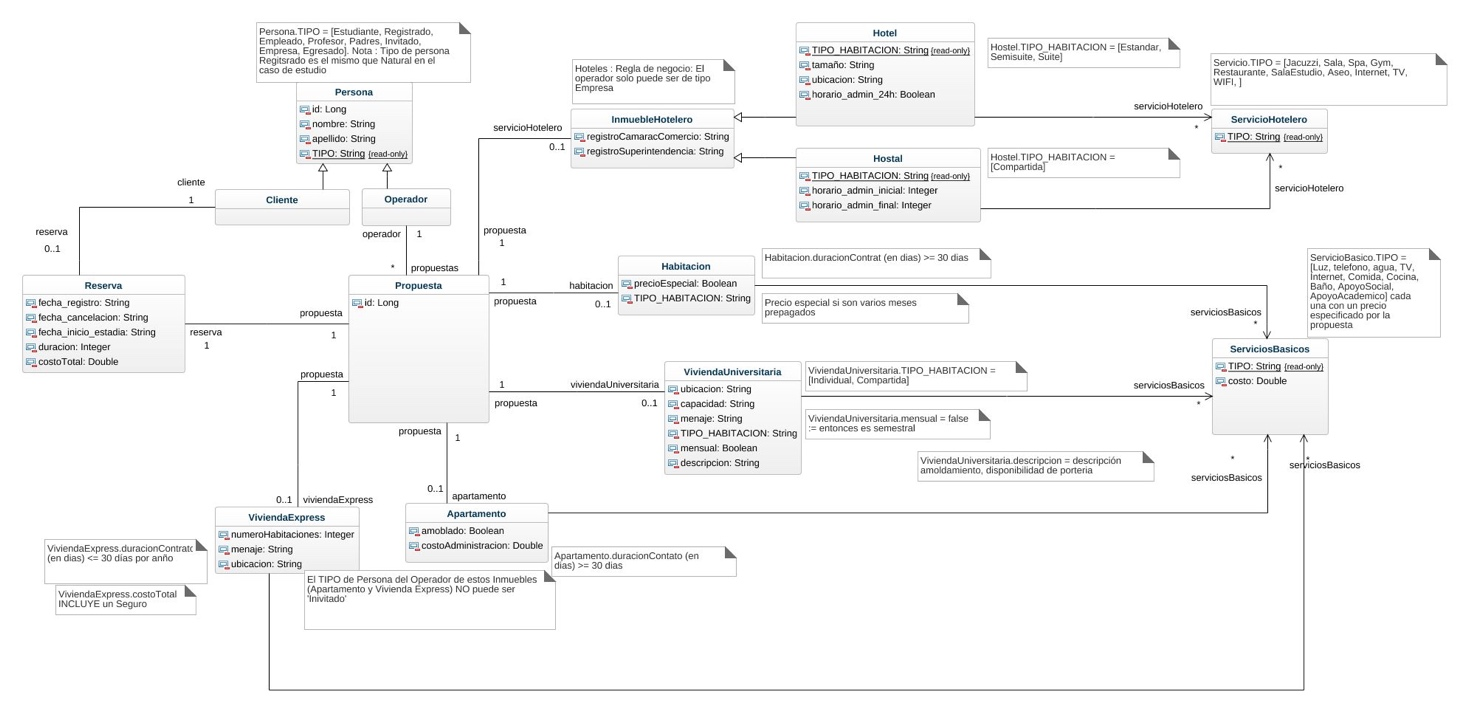 Persona.TIPO = [Estudiante, Registrado,
Empleado, Profesor, Padres, Invitado,
Empresa, Egresado]. Nota : Tipo de persona
Regitsrado es el mismo que Natural en el
caso de estudio
Persona
id: Long
nombre: String
apellido: String
TIPO: String {read-only}
Hoteles : Regla de negocio: El
operador solo puede ser de tipo
Empresa
InmuebleHotelero
registroCamaracComercio: String
registroSuperintendencia: String
servicioHotelero
0..1
Hotel
TIPO_HABITACION: String {read-only}
tamaño: String
ubicacion: String
horario_admin_24h: Boolean
Hostel.TIPO_HABITACION = [Estandar,
Semisuite, Suite]
Servicio.TIPO = [Jacuzzi, Sala, Spa, Gym,
Restaurante, SalaEstudio, Aseo, Internet, TV,
WIFI, ]
servicioHotelero
*
ServicioHotelero
TIPO: String {read-only}
Hostal
TIPO_HABITACION: String {read-only}
horario_admin_inicial: Integer
horario_admin_final: Integer
Hostel.TIPO_HABITACION =
[Compartida]
*
servicioHotelero
cliente
1
Cliente
Operador
operador
1
*
propuestas
propuesta
1
reserva
0..1
Reserva
fecha_registro: String
fecha_cancelacion: String
fecha_inicio_estadia: String
duracion: Integer
costoTotal: Double
reserva
1
propuesta
1
Propuesta
id: Long
1
propuesta
habitacion
0..1
Habitacion
precioEspecial: Boolean
TIPO_HABITACION: String
Habitacion.duracionContrat (en dias) >= 30 dias
Precio especial si son varios meses
prepagados
serviciosBasicos
*
ServicioBasico.TIPO =
[Luz, telefono, agua, TV,
Internet, Comida, Cocina,
Baño, ApoyoSocial,
ApoyoAcademico] cada
una con un precio
especificado por la
propuesta
ServiciosBasicos
TIPO: String {read-only}
costo: Double
propuesta
1
1
propuesta
viviendaUniversitaria
0..1
ViviendaUniversitaria
ubicacion: String
capacidad: String
menaje: String
TIPO_HABITACION: String
mensual: Boolean
descripcion: String
ViviendaUniversitaria.TIPO_HABITACION =
[Individual, Compartida]
serviciosBasicos
*
ViviendaUniversitaria.mensual = false
:= entonces es semestral
ViviendaUniversitaria.descripcion = descripción
amoldamiento, disponibilidad de porteria
*
serviciosBasicos
*
serviciosBasicos
propuesta
1
0..1
apartamento
0..1
viviendaExpress
ViviendaExpress
numeroHabitaciones: Integer
menaje: String
ubicacion: String
Apartamento
amoblado: Boolean
costoAdministracion: Double
Apartamento.duracionContato (en
dias) >= 30 dias
ViviendaExpress.duracionContrato
(en dias) <= 30 días por anño
ViviendaExpress.costoTotal
INCLUYE un Seguro
El TIPO de Persona del Operador de estos Inmuebles
(Apartamento y Vivienda Express) NO puede ser
'Inivitado'